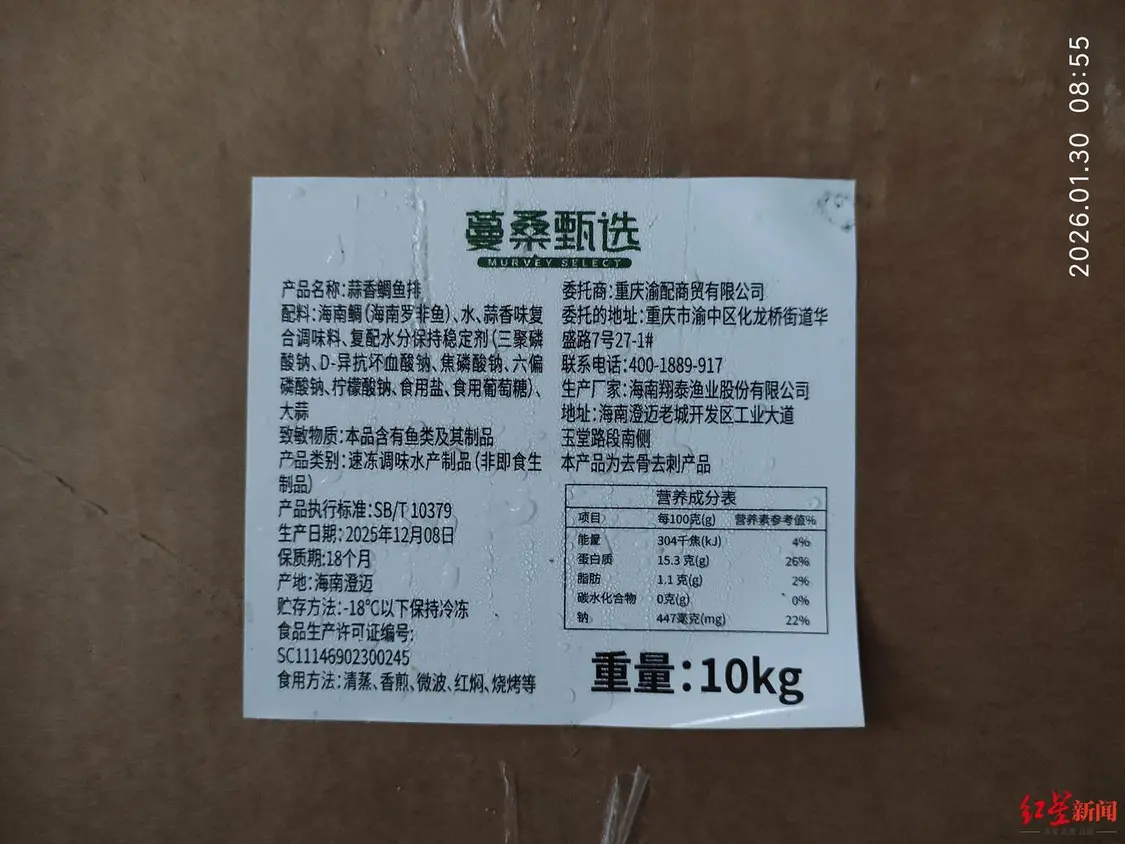 2026.01.30 08:55
蔓桑甄选
MURVEY SELECT
产品名称:蒜香鲷鱼排
配料:海南鲷(海南罗非鱼)、水、蒜香味复
合调味料、复配水分保持稳定剂(三聚磷
酸钠、D-异抗坏血酸钠、焦磷酸钠、六偏
磷酸钠、柠檬酸钠、食用盐、食用葡萄糖)、
大蒜
致敏物质:本品含有鱼类及其制品
产品类别:速冻调味水产制品(非即食生
制品)
产品执行标准:SB/T 10379
生产日期:2025年12月08日
保质期:18个月
产地:海南澄迈
贮存方法:-18℃以下保持冷冻
食品生产许可证编号:
SC11146902300245
食用方法:清蒸、香煎、微波、红焖、烧烤等
委托商:重庆渝配商贸有限公司
委托的地址:重庆市渝中区化龙桥街道华
盛路7号27-1#
联系电话:400-1889-917
生产厂家:海南翔泰渔业股份有限公司
地址:海南澄迈老城开发区工业大道
玉堂路段南侧
本产品为去骨去刺产品
营养成分表
项目 每100克(g) 营养素参考值%
能量 304千焦(kJ) 4%
蛋白质 15.3 克(g) 26%
脂肪 1.1 克(g) 2%
碳水化合物 0克(g) 0%
钠 447毫克(mg) 22%
重量:10kg
红星新闻